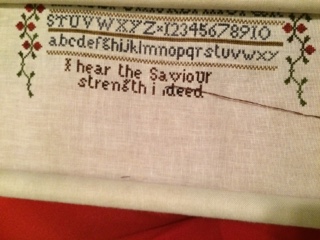 STUVWXYZ×12345678910
abcdefghijklmnopqrstuvwxy
I hear the Saviour
strength i deed